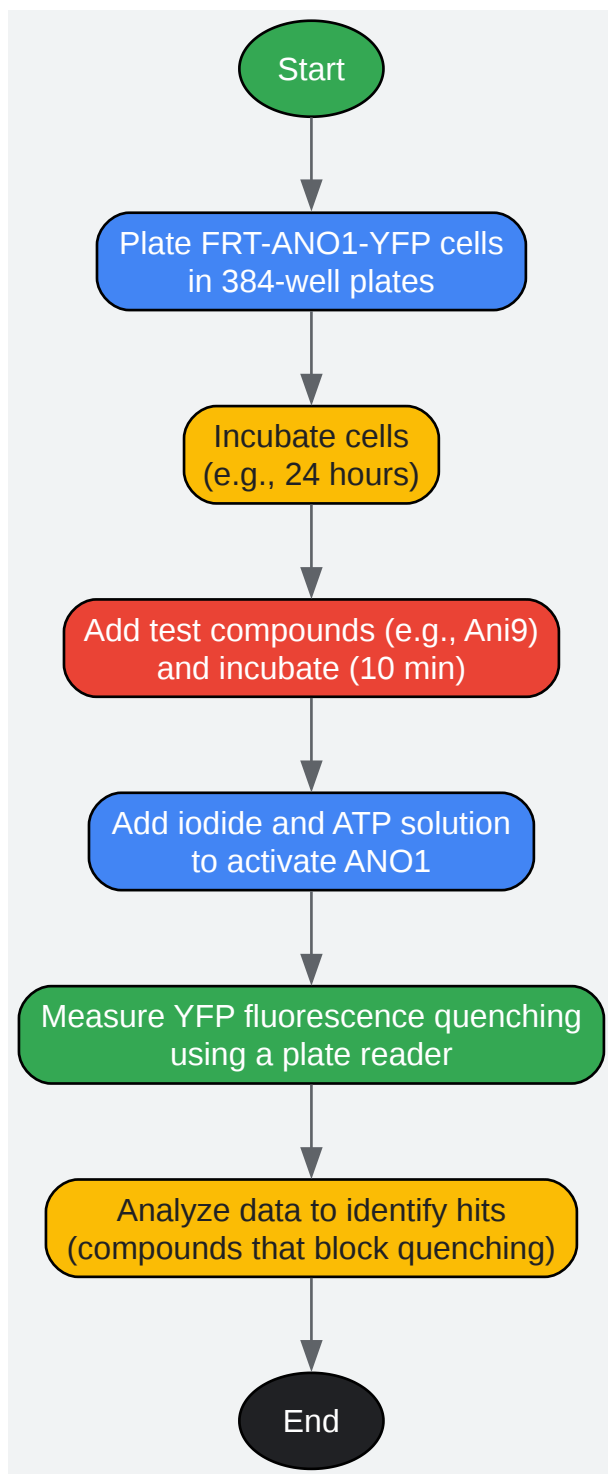 Start
Plate FRT-ANO1-YFP cells
in 384-well plates
Incubate cells
(e.g., 24 hours)
Add test compounds (e.g., Ani9)
and incubate (10 min)
Add iodide and ATP solution
to activate ANO1
Measure YFP fluorescence quenching
using a plate reader
Analyze data to identify hits
(compounds that block quenching)
End